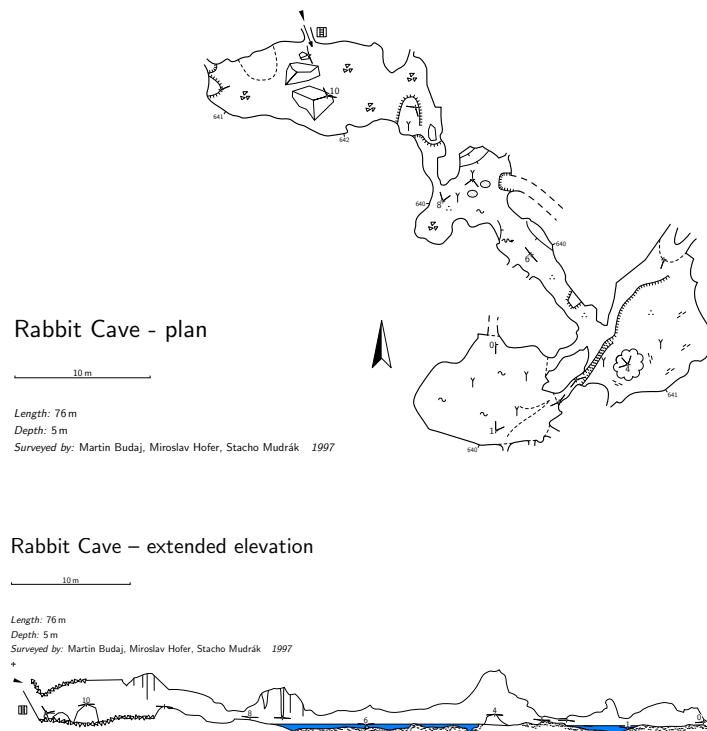 10
641
642
640
8
640
6
Rabbit Cave - plan
0
10 m
4
641
Length: 76 m
Depth: 5 m
1
Surveyed by: Martin Budaj, Miroslav Hofer, Stacho Mudrák 1997
640
Rabbit Cave – extended elevation
10 m
Length: 76 m
Depth: 5 m
Surveyed by: Martin Budaj, Miroslav Hofer, Stacho Mudrák 1997
10
8
6
4
1
0